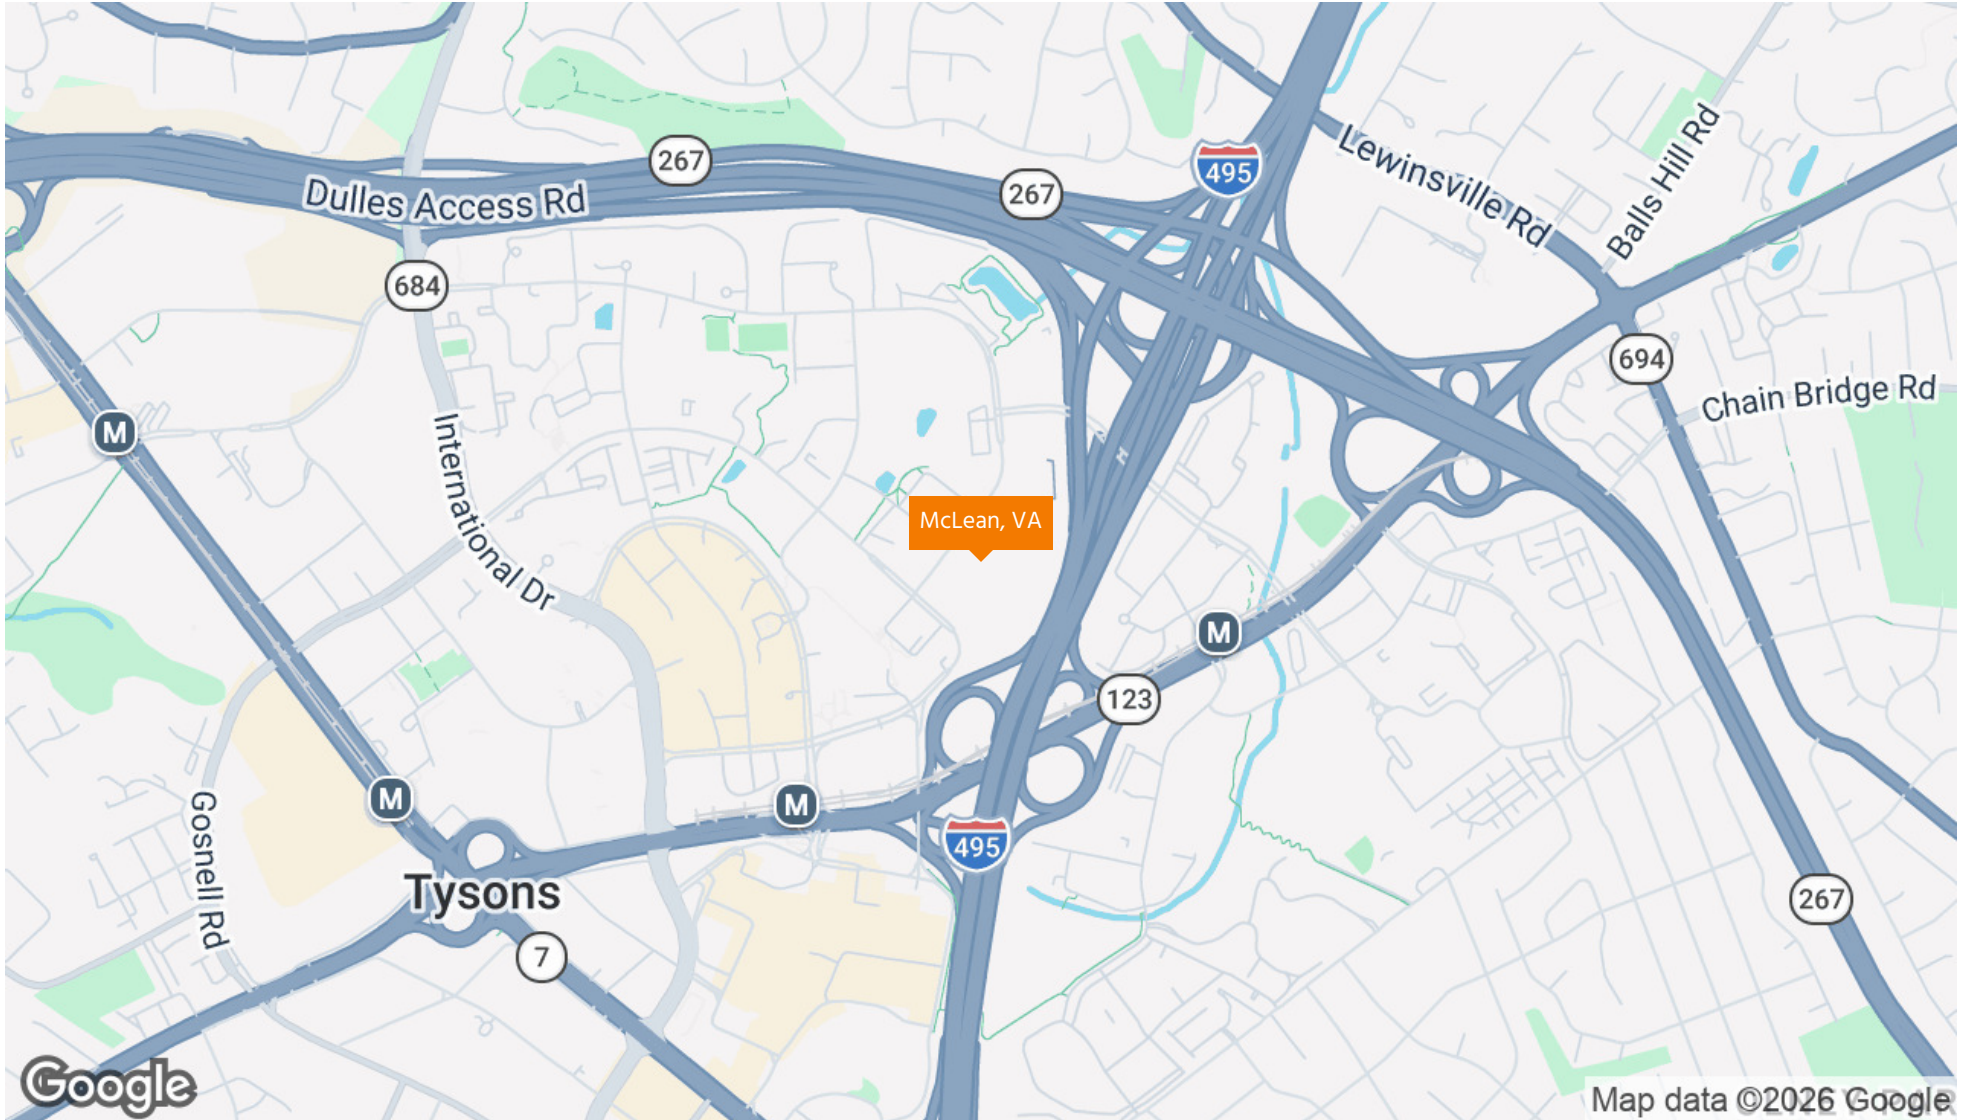 267
495
Lewinsville Rd
Balls Hill Rd
Dulles Access Rd
267
684
694
Chain Bridge Rd
M
International Dr
McLean, VA
M
123
M
M
Gosnell Rd
495
Tysons
7
267
Google
Map data ©2026 Google